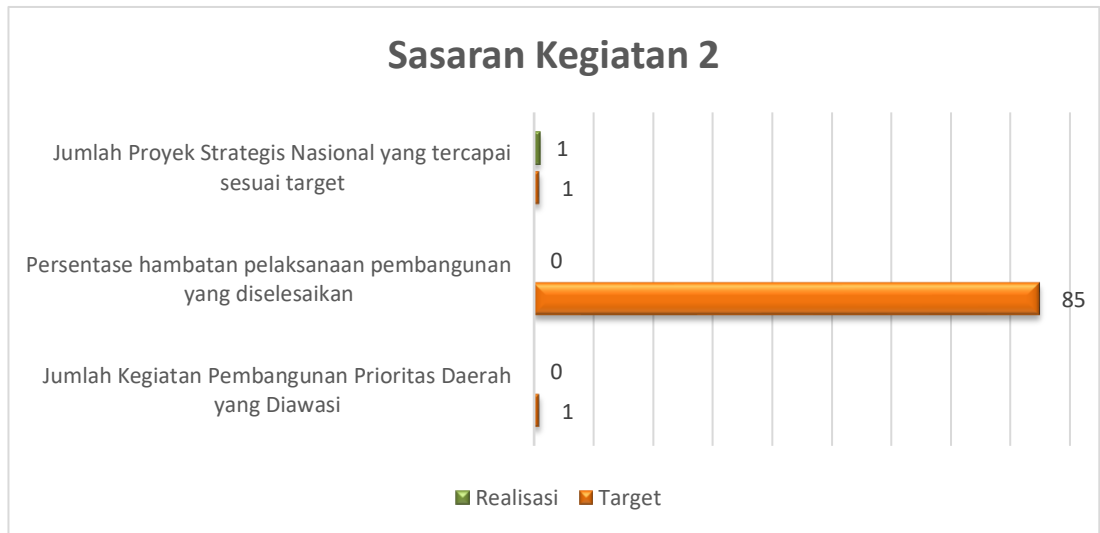 Sasaran Kegiatan 2
Jumlah Proyek Strategis Nasional yang tercapai
sesuai target
1
1
Persentase hambatan pelaksanaan pembangunan
yang diselesaikan
0
85
Jumlah Kegiatan Pembangunan Prioritas Daerah
yang Diawasi
0
1
Realisasi Target